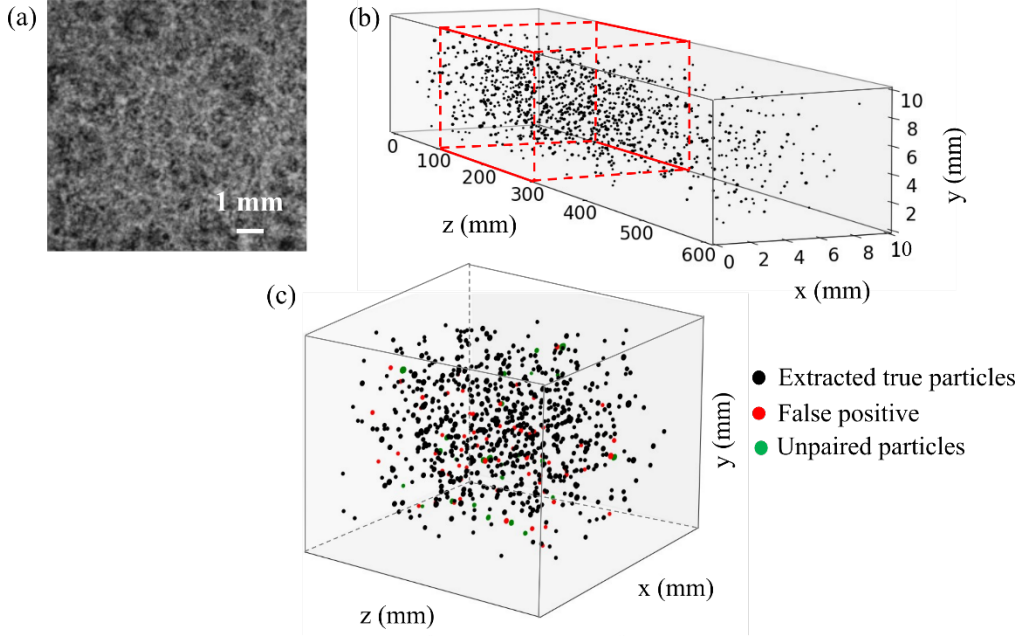 (a)
1 mm
(b)
0
100
200
300
400
500
600
z (mm)
0
2
4
6
8
10
x (mm)
10
8
6
4
2
y (mm)
(c)
z (mm)
x (mm)
y (mm)
Extracted true particles
False positive
Unpaired particles